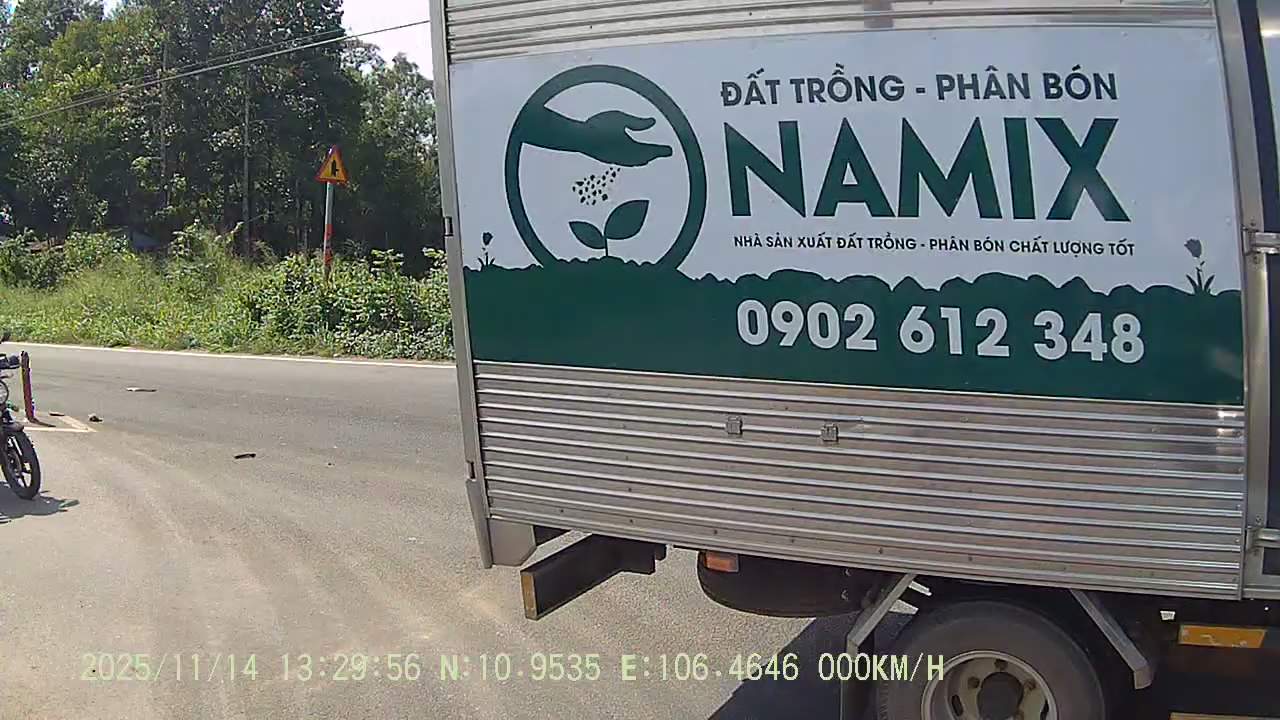 ĐẤT TRỒNG - PHÂN BÓN
NAMIX
NHÀ SẢN XUẤT ĐẤT TRỒNG - PHÂN BÓN CHẤT LƯỢNG TỐT
0902 612 348
2025/11/14 13:29:56 N:10.9535 E:106.4646 000KM/H